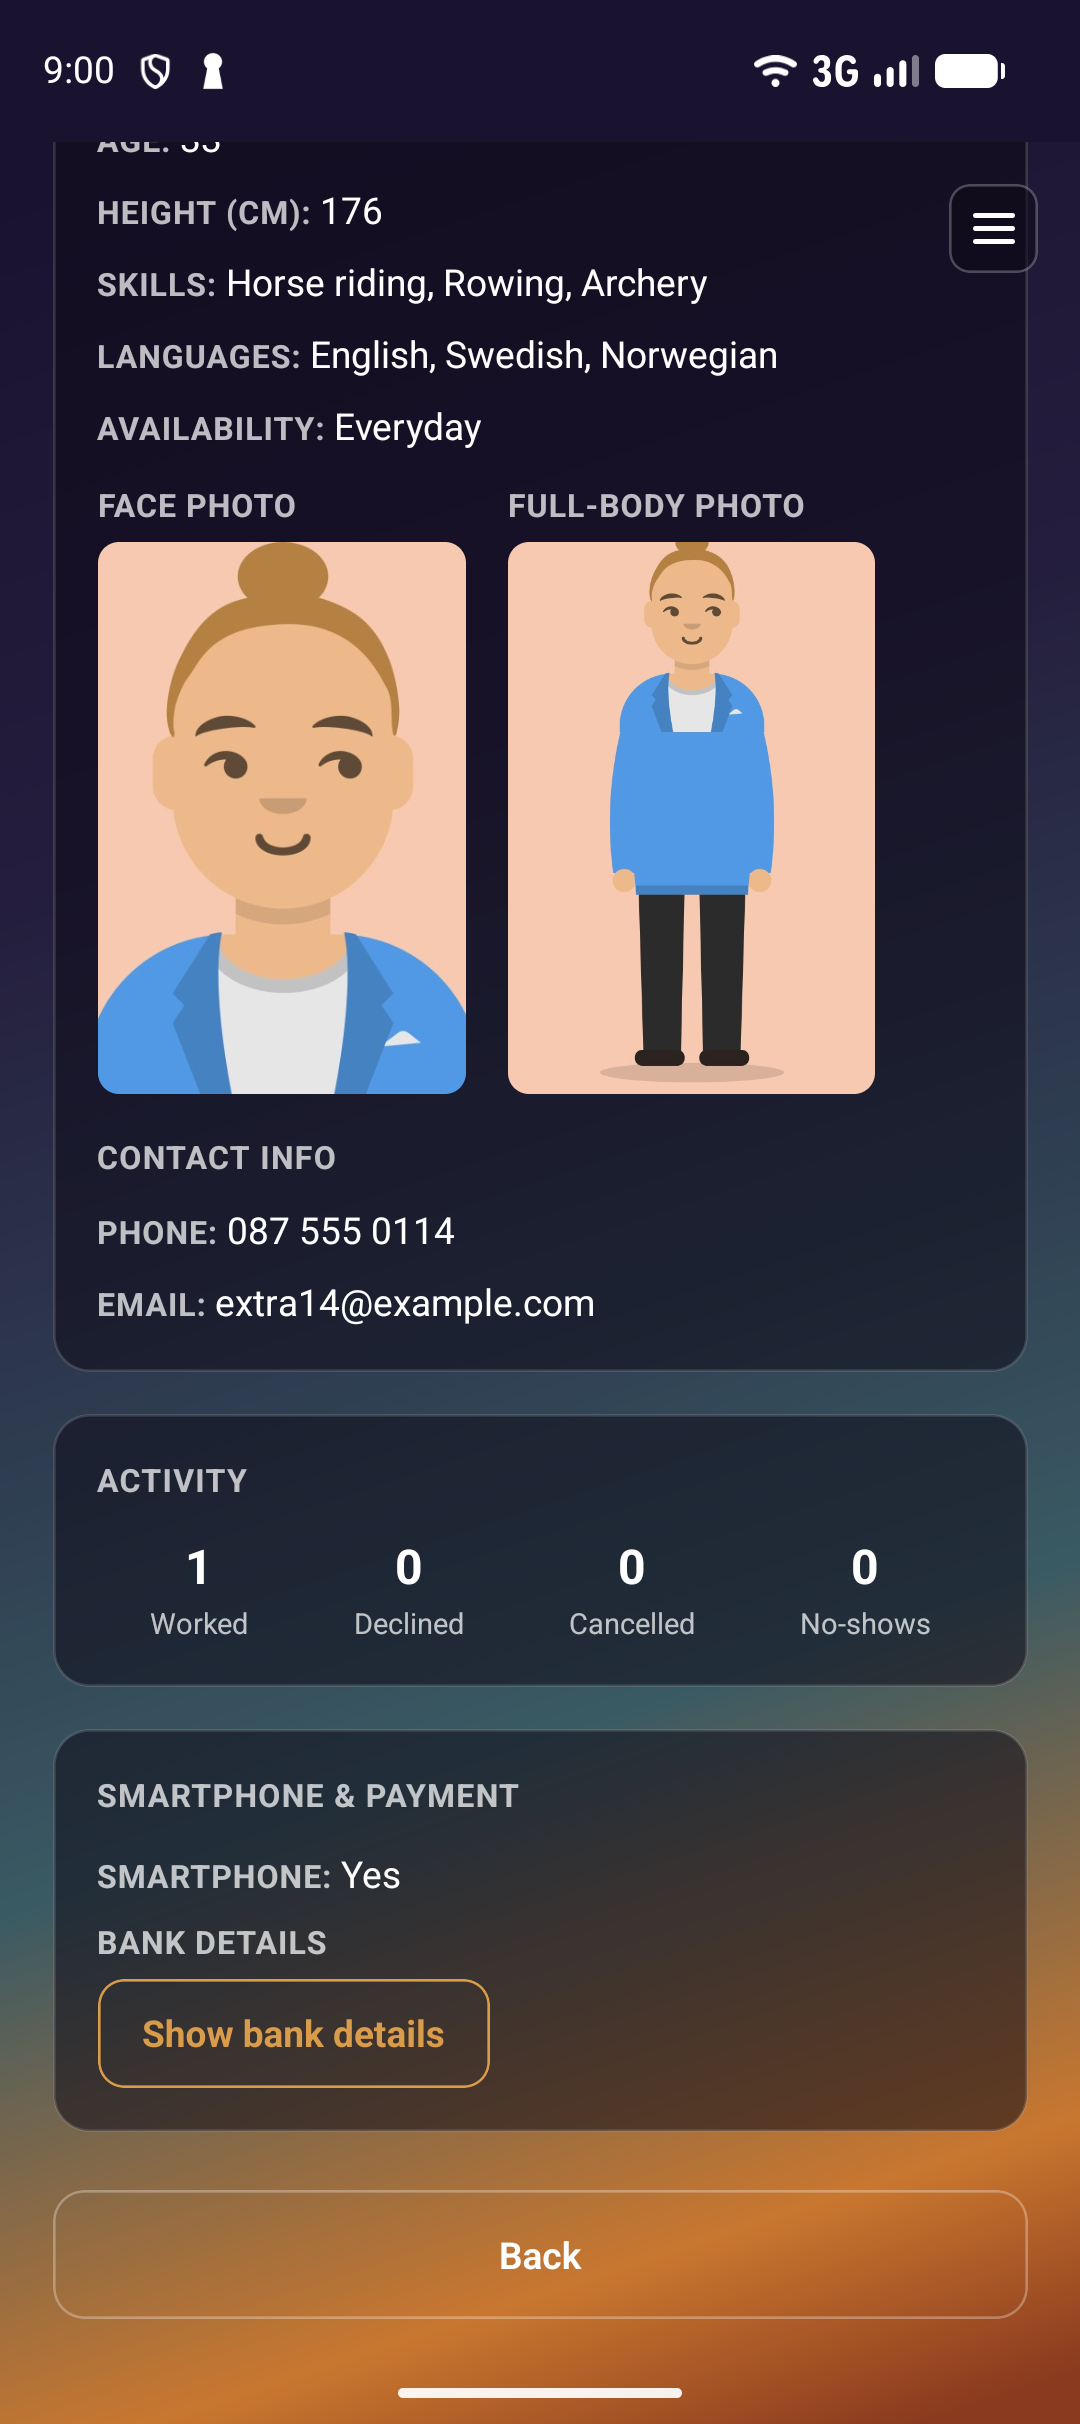 9:00 3G
AGE: 33
HEIGHT (CM): 176
SKILLS: Horse riding, Rowing, Archery
LANGUAGES: English, Swedish, Norwegian
AVAILABILITY: Everyday
FACE PHOTO FULL-BODY PHOTO
CONTACT INFO
PHONE: 087 555 0114
EMAIL: extra14@example.com
ACTIVITY
1 0 0 0
Worked Declined Cancelled No-shows
SMARTPHONE & PAYMENT
SMARTPHONE: Yes
BANK DETAILS
Show bank details
Back